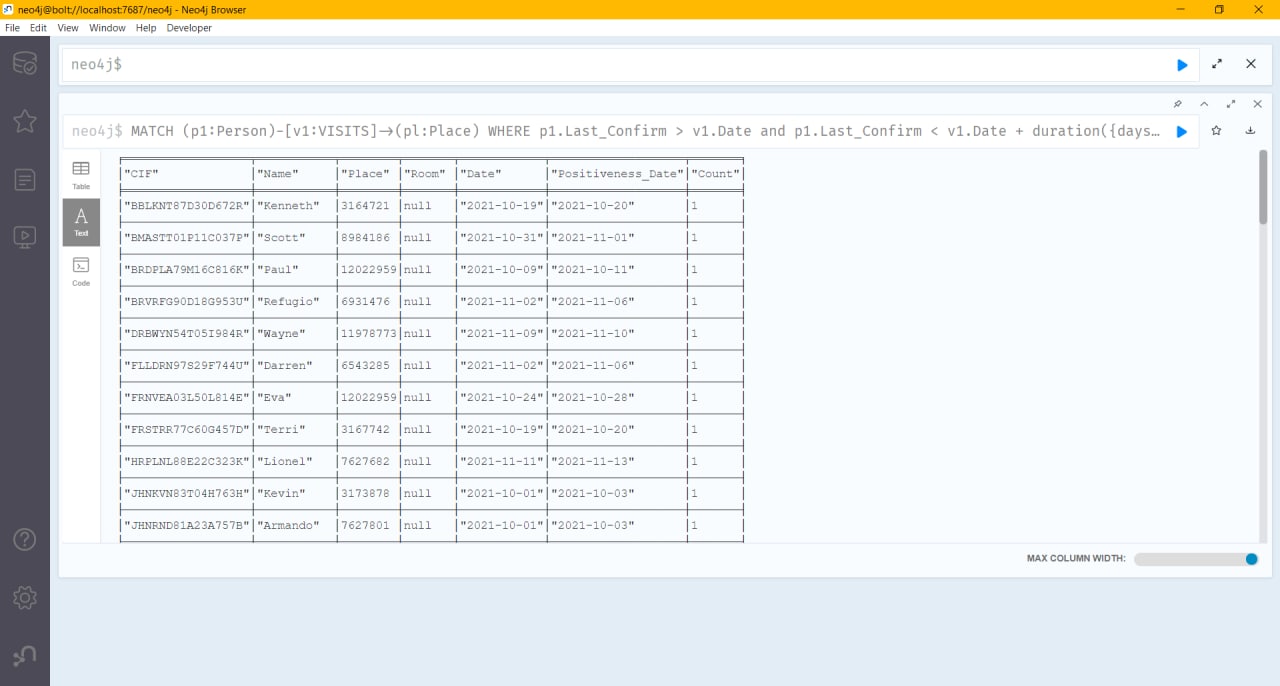 neo4j@bolt://localhost:7687/neo4j - Neo4j Browser
File Edit View Window Help Developer
neo4j$
neo4j$ MATCH (p1:Person)-[v1:VISITS]→(pl:Place) WHERE p1.Last_Confirm > v1.Date and p1.Last_Confirm < v1.Date + duration({days…
Table
A
Text
Code
"CIF" "Name" "Place" "Room" "Date" "Positiveness_Date" "Count"
"BBLKNT87D30D672R" "Kenneth" 3164721 null "2021-10-19" "2021-10-20" 1
"BMASTT01P11C037P" "Scott" 8984186 null "2021-10-31" "2021-11-01" 1
"BRDPLA79M16C816K" "Paul" 12022959 null "2021-10-09" "2021-10-11" 1
"BRVRFG90D18G953U" "Refugio" 6931476 null "2021-11-02" "2021-11-06" 1
"DRBWYN54T05I984R" "Wayne" 11978773 null "2021-11-09" "2021-11-10" 1
"FLLDRN97S29F744U" "Darren" 6543285 null "2021-11-02" "2021-11-06" 1
"FRNVEA03L50L814E" "Eva" 12022959 null "2021-10-24" "2021-10-28" 1
"FRSTRR77C60G457D" "Terri" 3167742 null "2021-10-19" "2021-10-20" 1
"HRPLNL88E22C323K" "Lionel" 7627682 null "2021-11-11" "2021-11-13" 1
"JHNKVN83T04H763H" "Kevin" 3173878 null "2021-10-01" "2021-10-03" 1
"JHNRND81A23A757B" "Armando" 7627801 null "2021-10-01" "2021-10-03" 1
MAX COLUMN WIDTH: